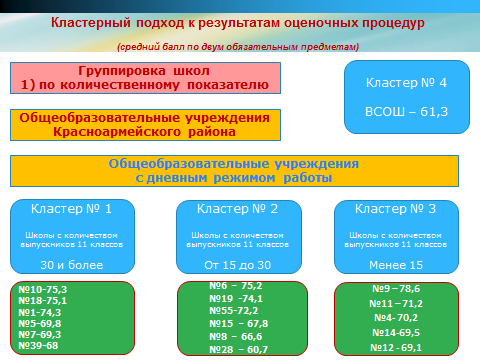 Кластерный подход к результатам оценочных процедур
(средний балл по двум обязательным предметам)
Группировка школ
1) по количественному показателю
Кластер № 4
ВСОШ – 61,3
Общеобразовательные учреждения
Красноармейского района
Общеобразовательные учреждения
с дневным режимом работы
Кластер № 1
Школы с количеством
выпускников 11 классов
30 и более
Кластер № 2
Школы с количеством
выпускников 11 классов
От 15 до 30
Кластер № 3
Школы с количеством
выпускников 11 классов
Менее 15
№10-75,3
№18-75,1
№1-74,3
№5-69,8
№7-69,3
№39-68
№6 – 75,2
№19 -74,1
№55-72,2
№15 – 67,8
№8 – 66,6
№28 – 60,7
№9 – 78,6
№11 – 71,2
№4- 70,2
№14-69,5
№12 - 69,1